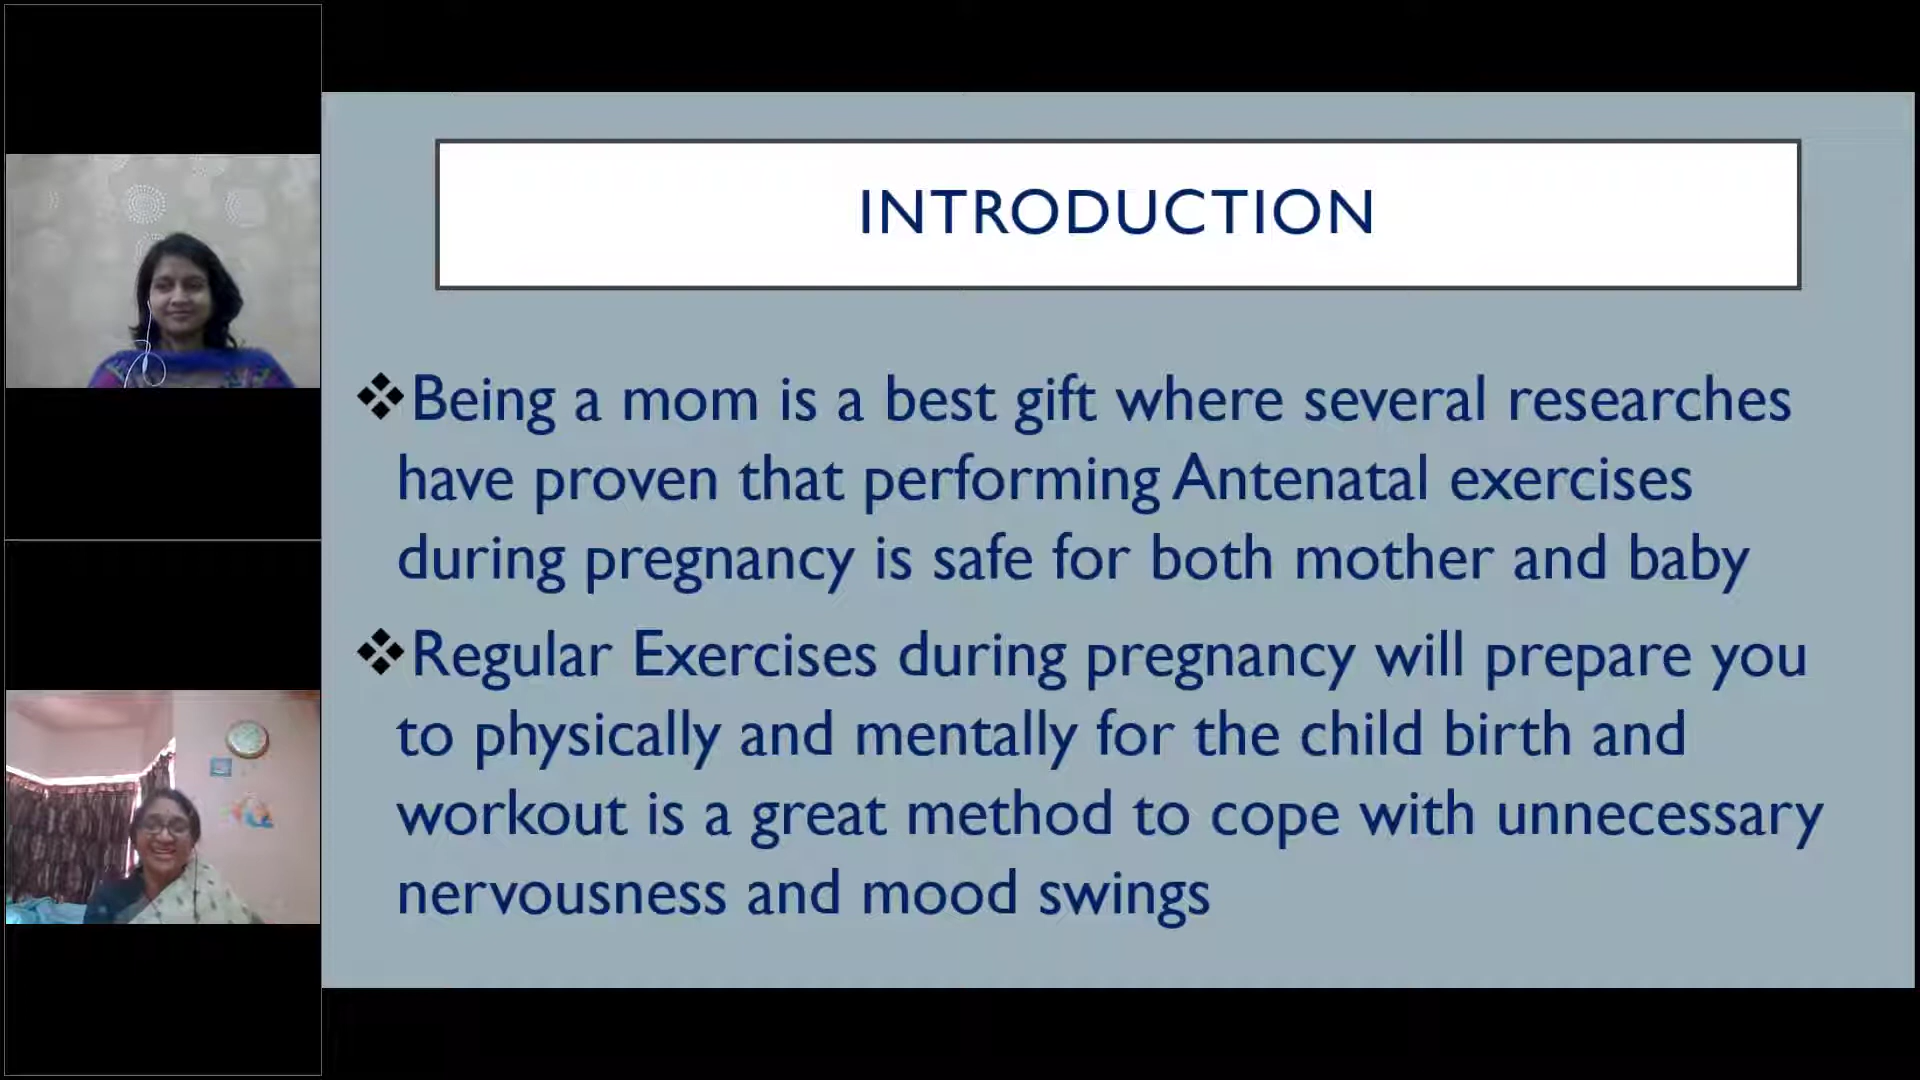 INTRODUCTION
❖Being a mom is a best gift where several researches
have proven that performing Antenatal exercises
during pregnancy is safe for both mother and baby
❖Regular Exercises during pregnancy will prepare you
to physically and mentally for the child birth and
workout is a great method to cope with unnecessary
nervousness and mood swings